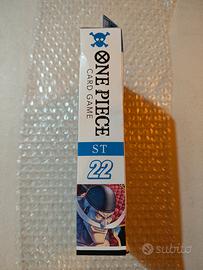 ONE PIECE
CARD GAME
ST
22
subito